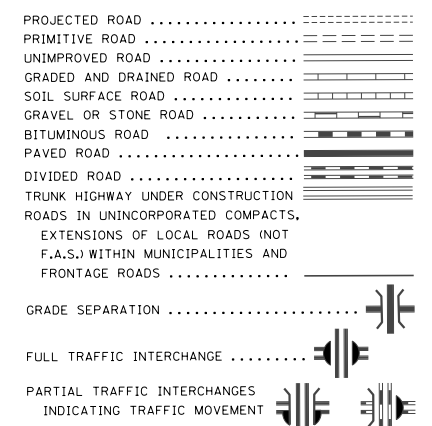 PROJECTED ROAD ..................
PRIMITIVE ROAD ...................
UNIMPROVED ROAD ................
GRADED AND DRAINED ROAD ........
SOIL SURFACE ROAD ...............
GRAVEL OR STONE ROAD ............
BITUMINOUS ROAD ................
PAVED ROAD ......................
DIVIDED ROAD .....................
TRUNK HIGHWAY UNDER CONSTRUCTION
ROADS IN UNINCORPORATED COMPACTS,
EXTENSIONS OF LOCAL ROADS (NOT
F.A.S.) WITHIN MUNICIPALITIES AND
FRONTAGE ROADS ...............
GRADE SEPARATION ........................
FULL TRAFFIC INTERCHANGE .........
PARTIAL TRAFFIC INTERCHANGES
INDICATING TRAFFIC MOVEMENT